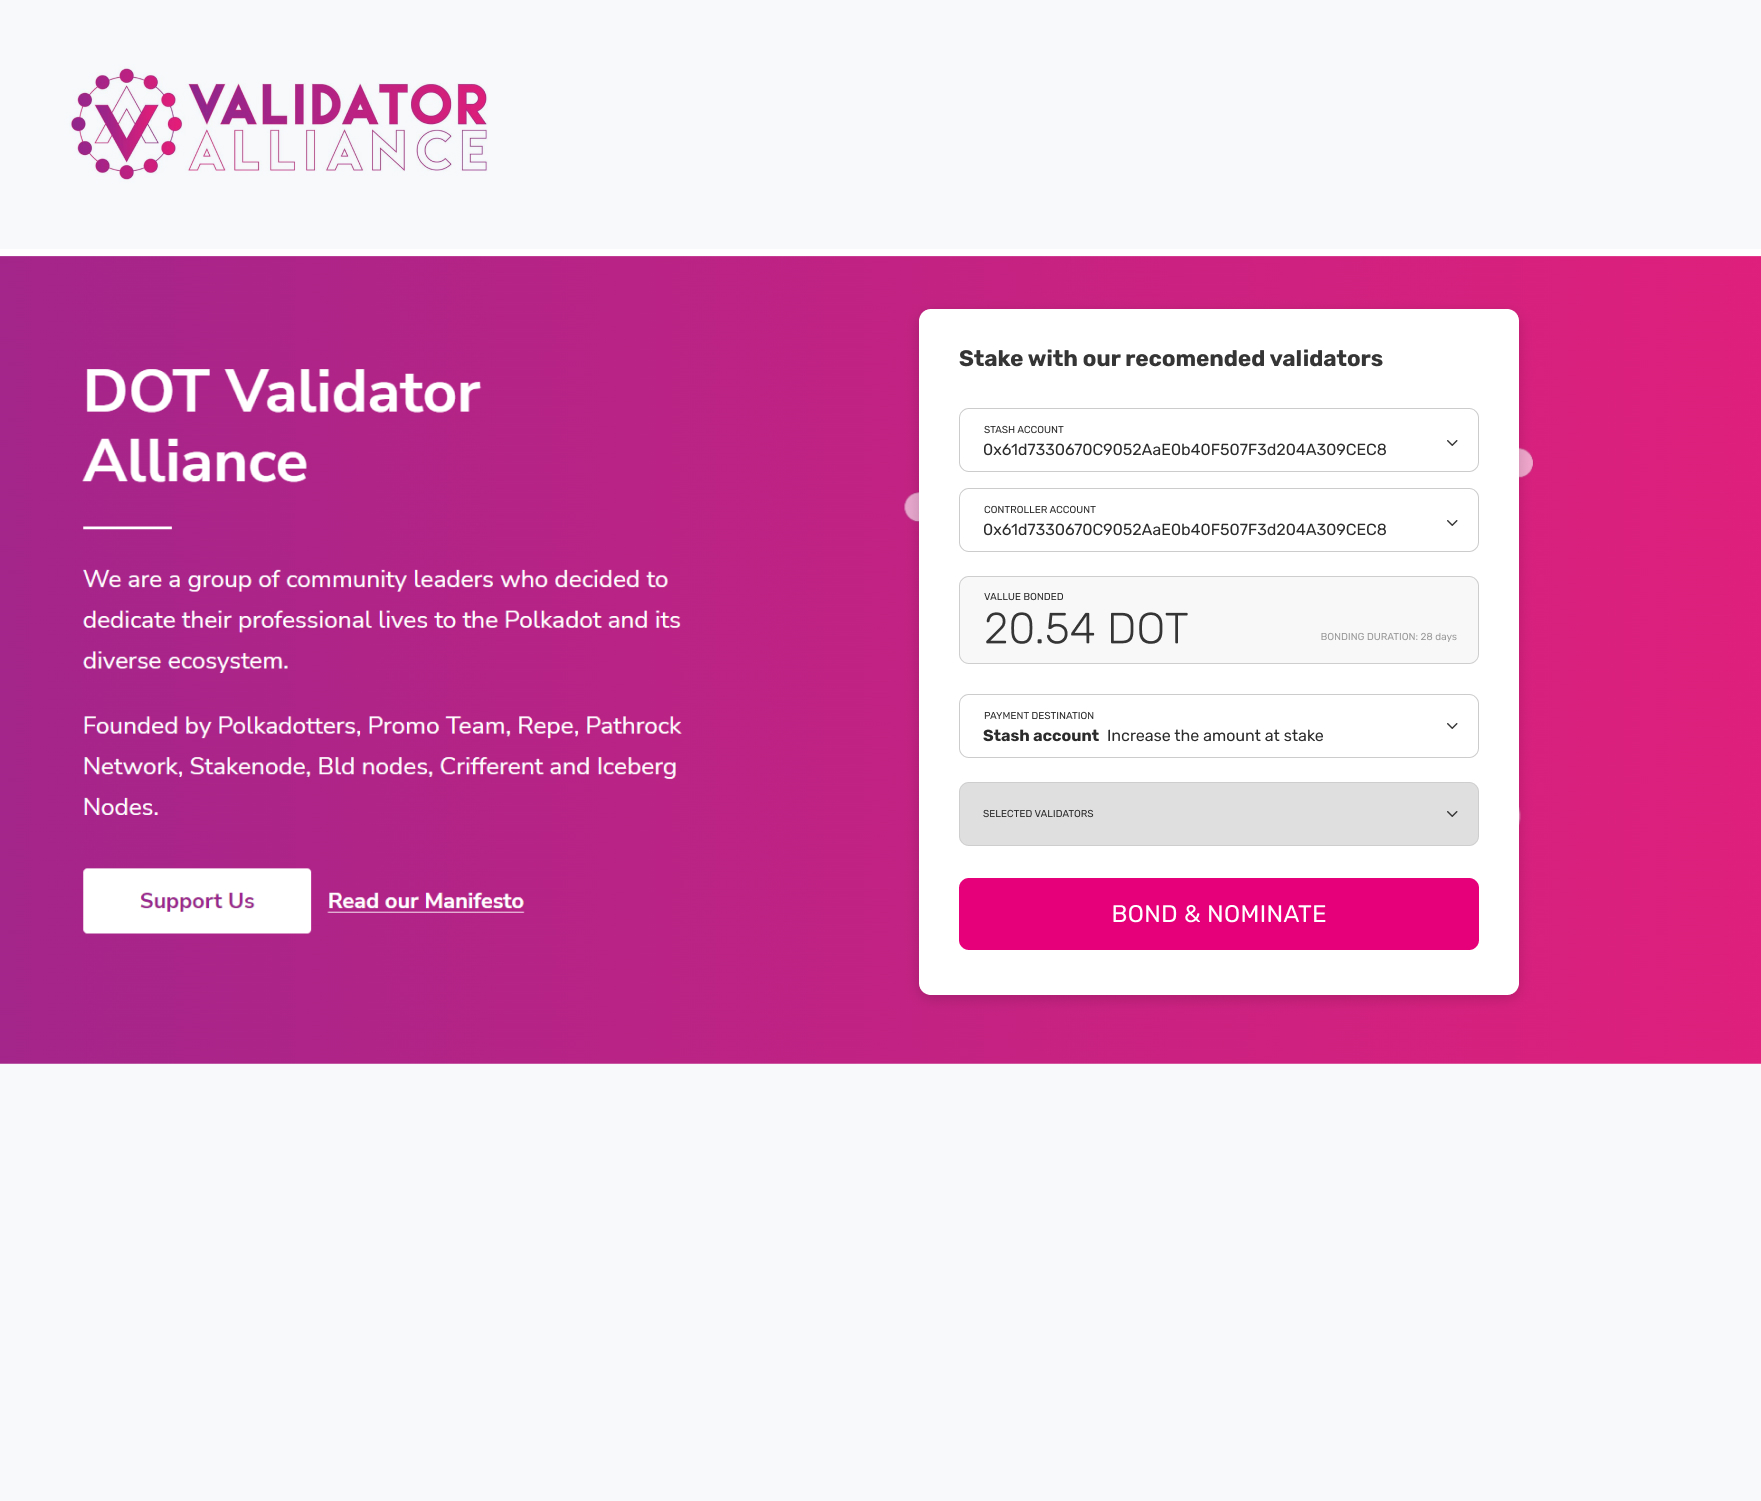 VALIDATOR
ALLIANCE
DOT Validator
Alliance
We are a group of community leaders who decided to
dedicate their professional lives to the Polkadot and its
diverse ecosystem.
Founded by Polkadotters, Promo Team, Repe, Pathrock
Network, Stakenode, Bld nodes, Crifferent and Iceberg
Nodes.
Support Us
Read our Manifesto
Stake with our recomended validators
STASH ACCOUNT
0x61d7330670C9052AaE0b40F507F3d204A309CEC8
CONTROLLER ACCOUNT
0x61d7330670C9052AaE0b40F507F3d204A309CEC8
VALLUE BONDED
20.54 DOT
BONDING DURATION: 28 days
PAYMENT DESTINATION
Stash account Increase the amount at stake
SELECTED VALIDATORS
BOND & NOMINATE